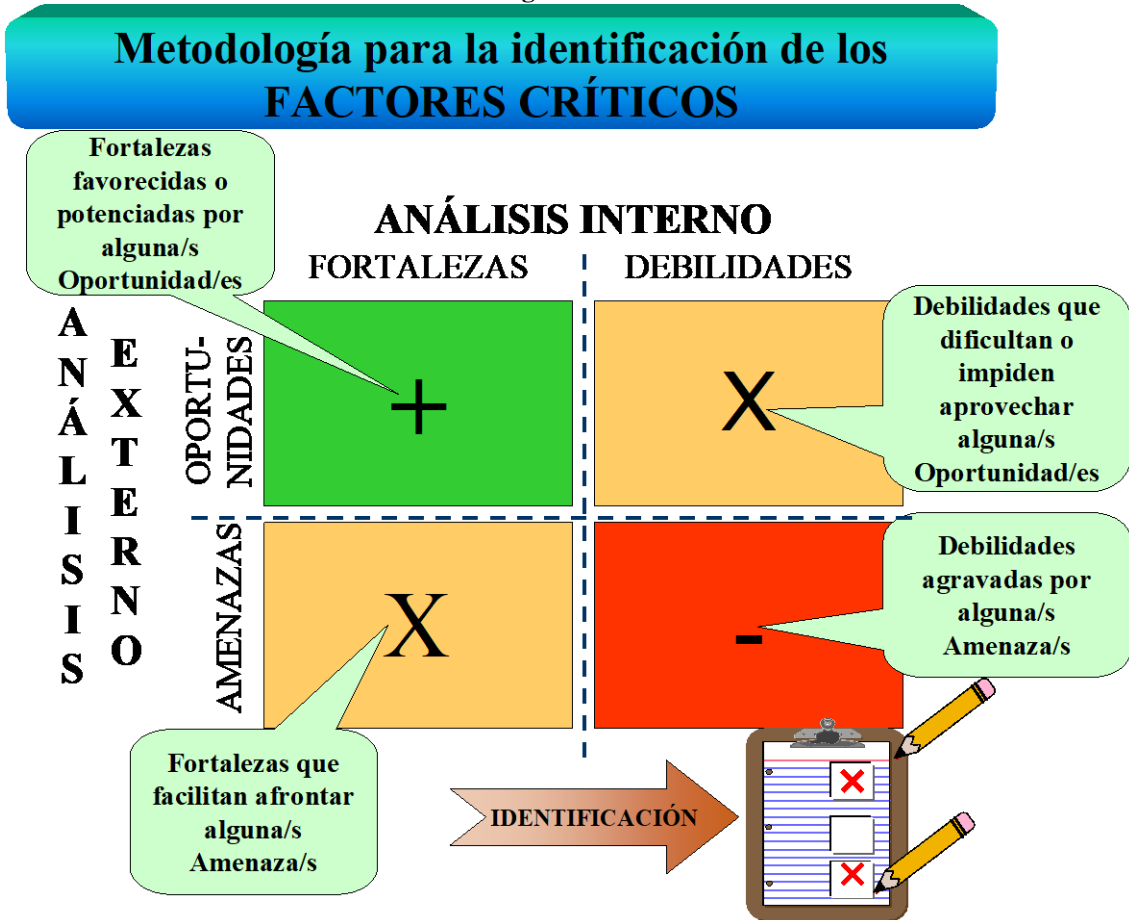 Metodología para la identificación de los
FACTORES CRÍTICOS
Fortalezas
favorecidas o
potenciadas por
alguna/s
Oportunidad/es
ANÁLISIS INTERNO
FORTALEZAS
DEBILIDADES
ANÁLISIS
EXTERNO
OPORTU-
NIDADES
+
X
Debilidades que
dificultan o
impiden
aprovechar
alguna/s
Oportunidad/es
AMENAZAS
X
-
Debilidades
agravadas por
alguna/s
Amenaza/s
Fortalezas que
facilitan afrontar
alguna/s
Amenaza/s
IDENTIFICACIÓN